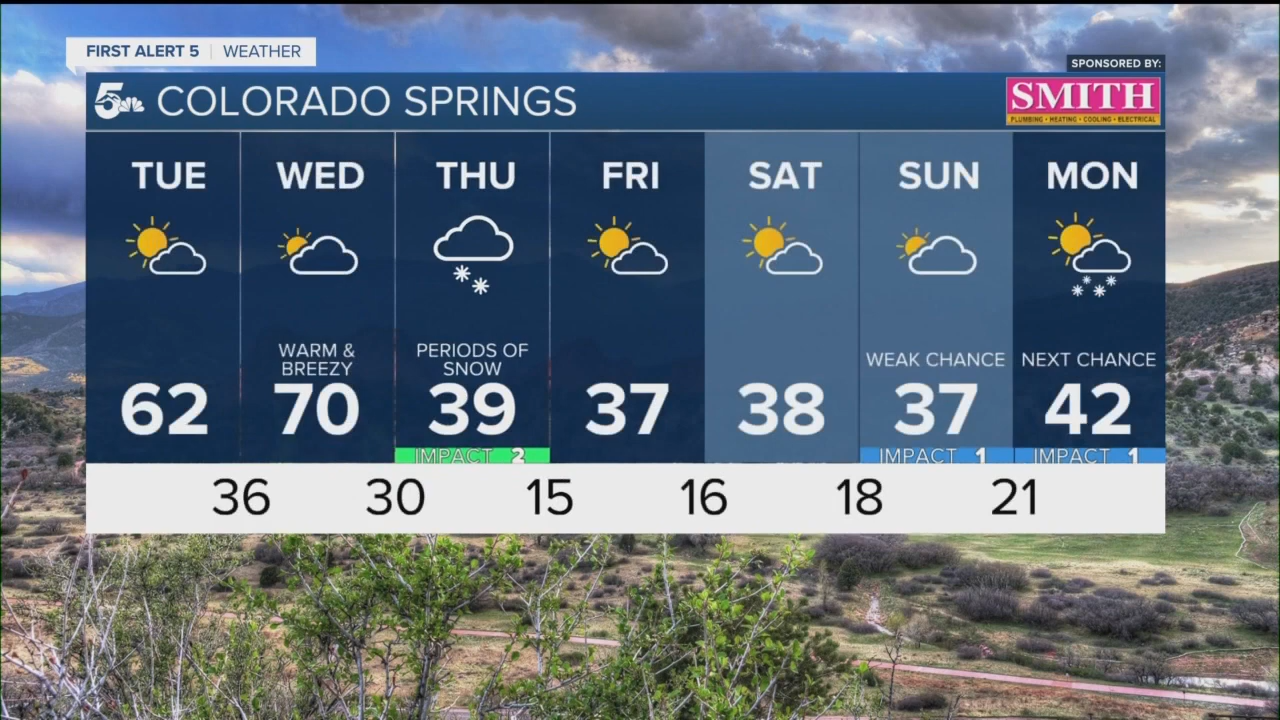 FIRST ALERT 5 | WEATHER
SPONSORED BY:
5 COLORADO SPRINGS
SMITH
PLUMBING • HEATING • COOLING • ELECTRICAL
TUE WED THU FRI SAT SUN MON
WARM & BREEZY
PERIODS OF SNOW
WEAK CHANCE
NEXT CHANCE
62 70 39 37 38 37 42
IMPACT 2 IMPACT 1 IMPACT 1
36 30 15 16 18 21